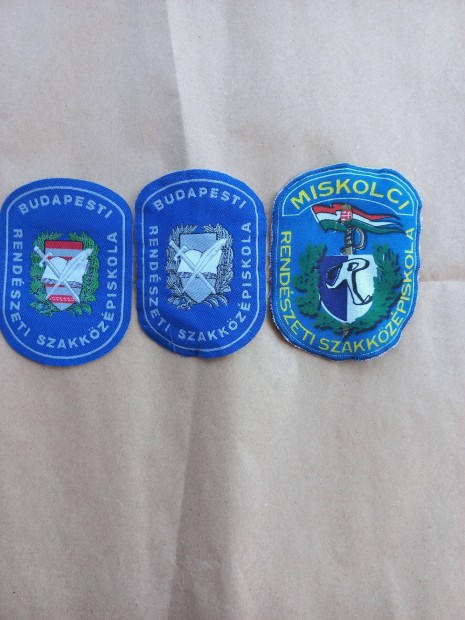 BUDAPESTI
RENDÉSZETI SZAKKÖZÉPISKOLA
BUDAPESTI
RENDÉSZETI SZAKKÖZÉPISKOLA
MISKOLCI
RENDÉSZETI SZAKKÖZÉPISKOLA
R